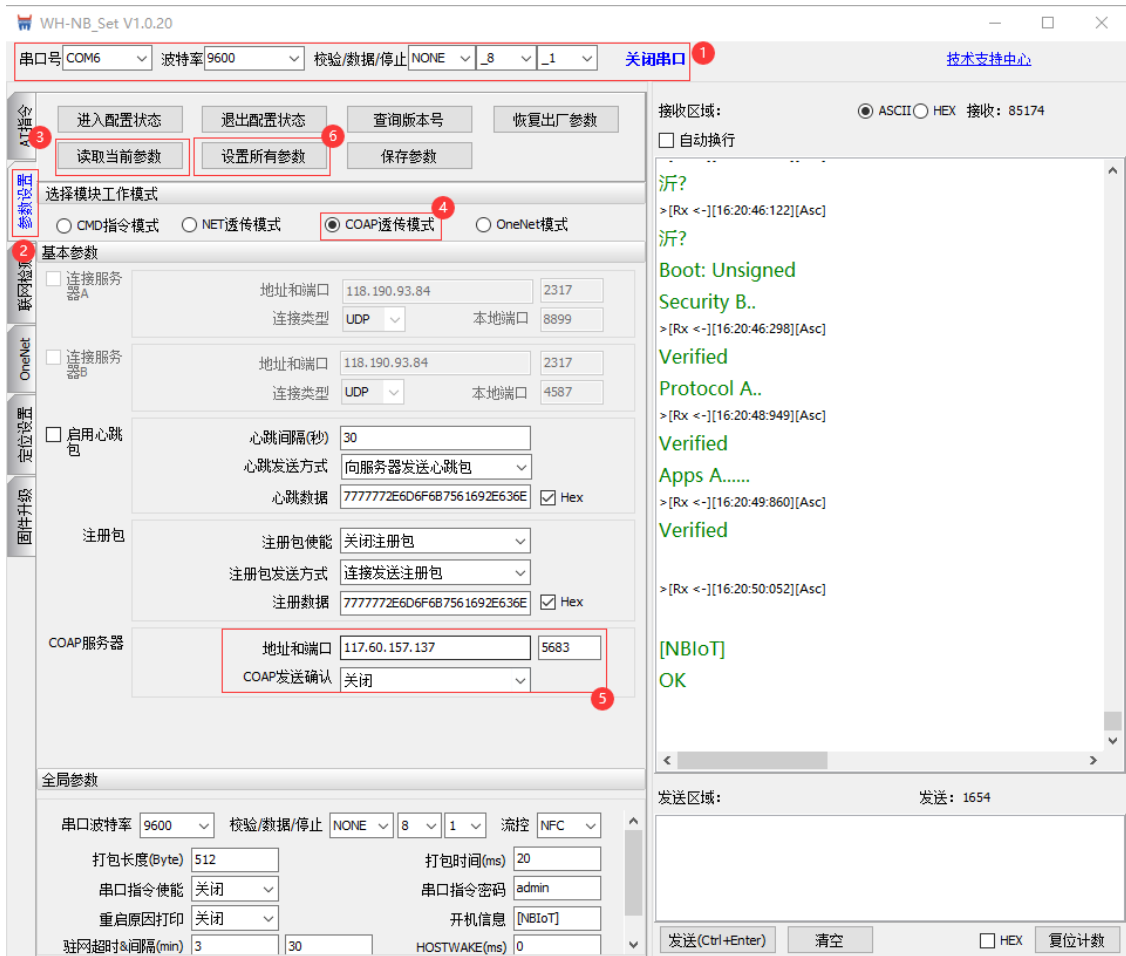 WH-NB_Set V1.0.20
串口号 COM6 波特率 9600 校验/数据/停止 NONE _8 _1 关闭串口 1 技术支持中心
AT指令
参数设置
联网检测
OneNet
定位设置
固件升级
2
3
进入配置状态 退出配置状态 查询版本号 恢复出厂参数
6
读取当前参数 设置所有参数 保存参数
选择模块工作模式
4
CMD指令模式 NET透传模式 COAP透传模式 OneNet模式
基本参数
连接服务器A 地址和端口 118.190.93.84 2317
连接类型 UDP 本地端口 8899
连接服务器B 地址和端口 118.190.93.84 2317
连接类型 UDP 本地端口 4587
启用心跳包 心跳间隔(秒) 30
心跳发送方式 向服务器发送心跳包
心跳数据 7777772E6D6F6B7561692E636E Hex
注册包 注册包使能 关闭注册包
注册包发送方式 连接发送注册包
注册数据 7777772E6D6F6B7561692E636E Hex
COAP服务器 地址和端口 117.60.157.137 5683
COAP发送确认 关闭
5
全局参数
串口波特率 9600 校验/数据/停止 NONE 8 1 流控 NFC
打包长度(Byte) 512 打包时间(ms) 20
串口指令使能 关闭 串口指令密码 admin
重启原因打印 关闭 开机信息 [NBIoT]
驻网超时&间隔(min) 3 30 HOSTWAKE(ms) 0
接收区域： ASCII HEX 接收：85174
自动换行
沂?
>[Rx <-][16:20:46:122][Asc]
沂?
Boot: Unsigned
Security B..
>[Rx <-][16:20:46:298][Asc]
Verified
Protocol A..
>[Rx <-][16:20:48:949][Asc]
Verified
Apps A......
>[Rx <-][16:20:49:860][Asc]
Verified
>[Rx <-][16:20:50:052][Asc]
[NBIoT]
OK
发送区域： 发送：1654
发送(Ctrl+Enter) 清空 HEX 复位计数